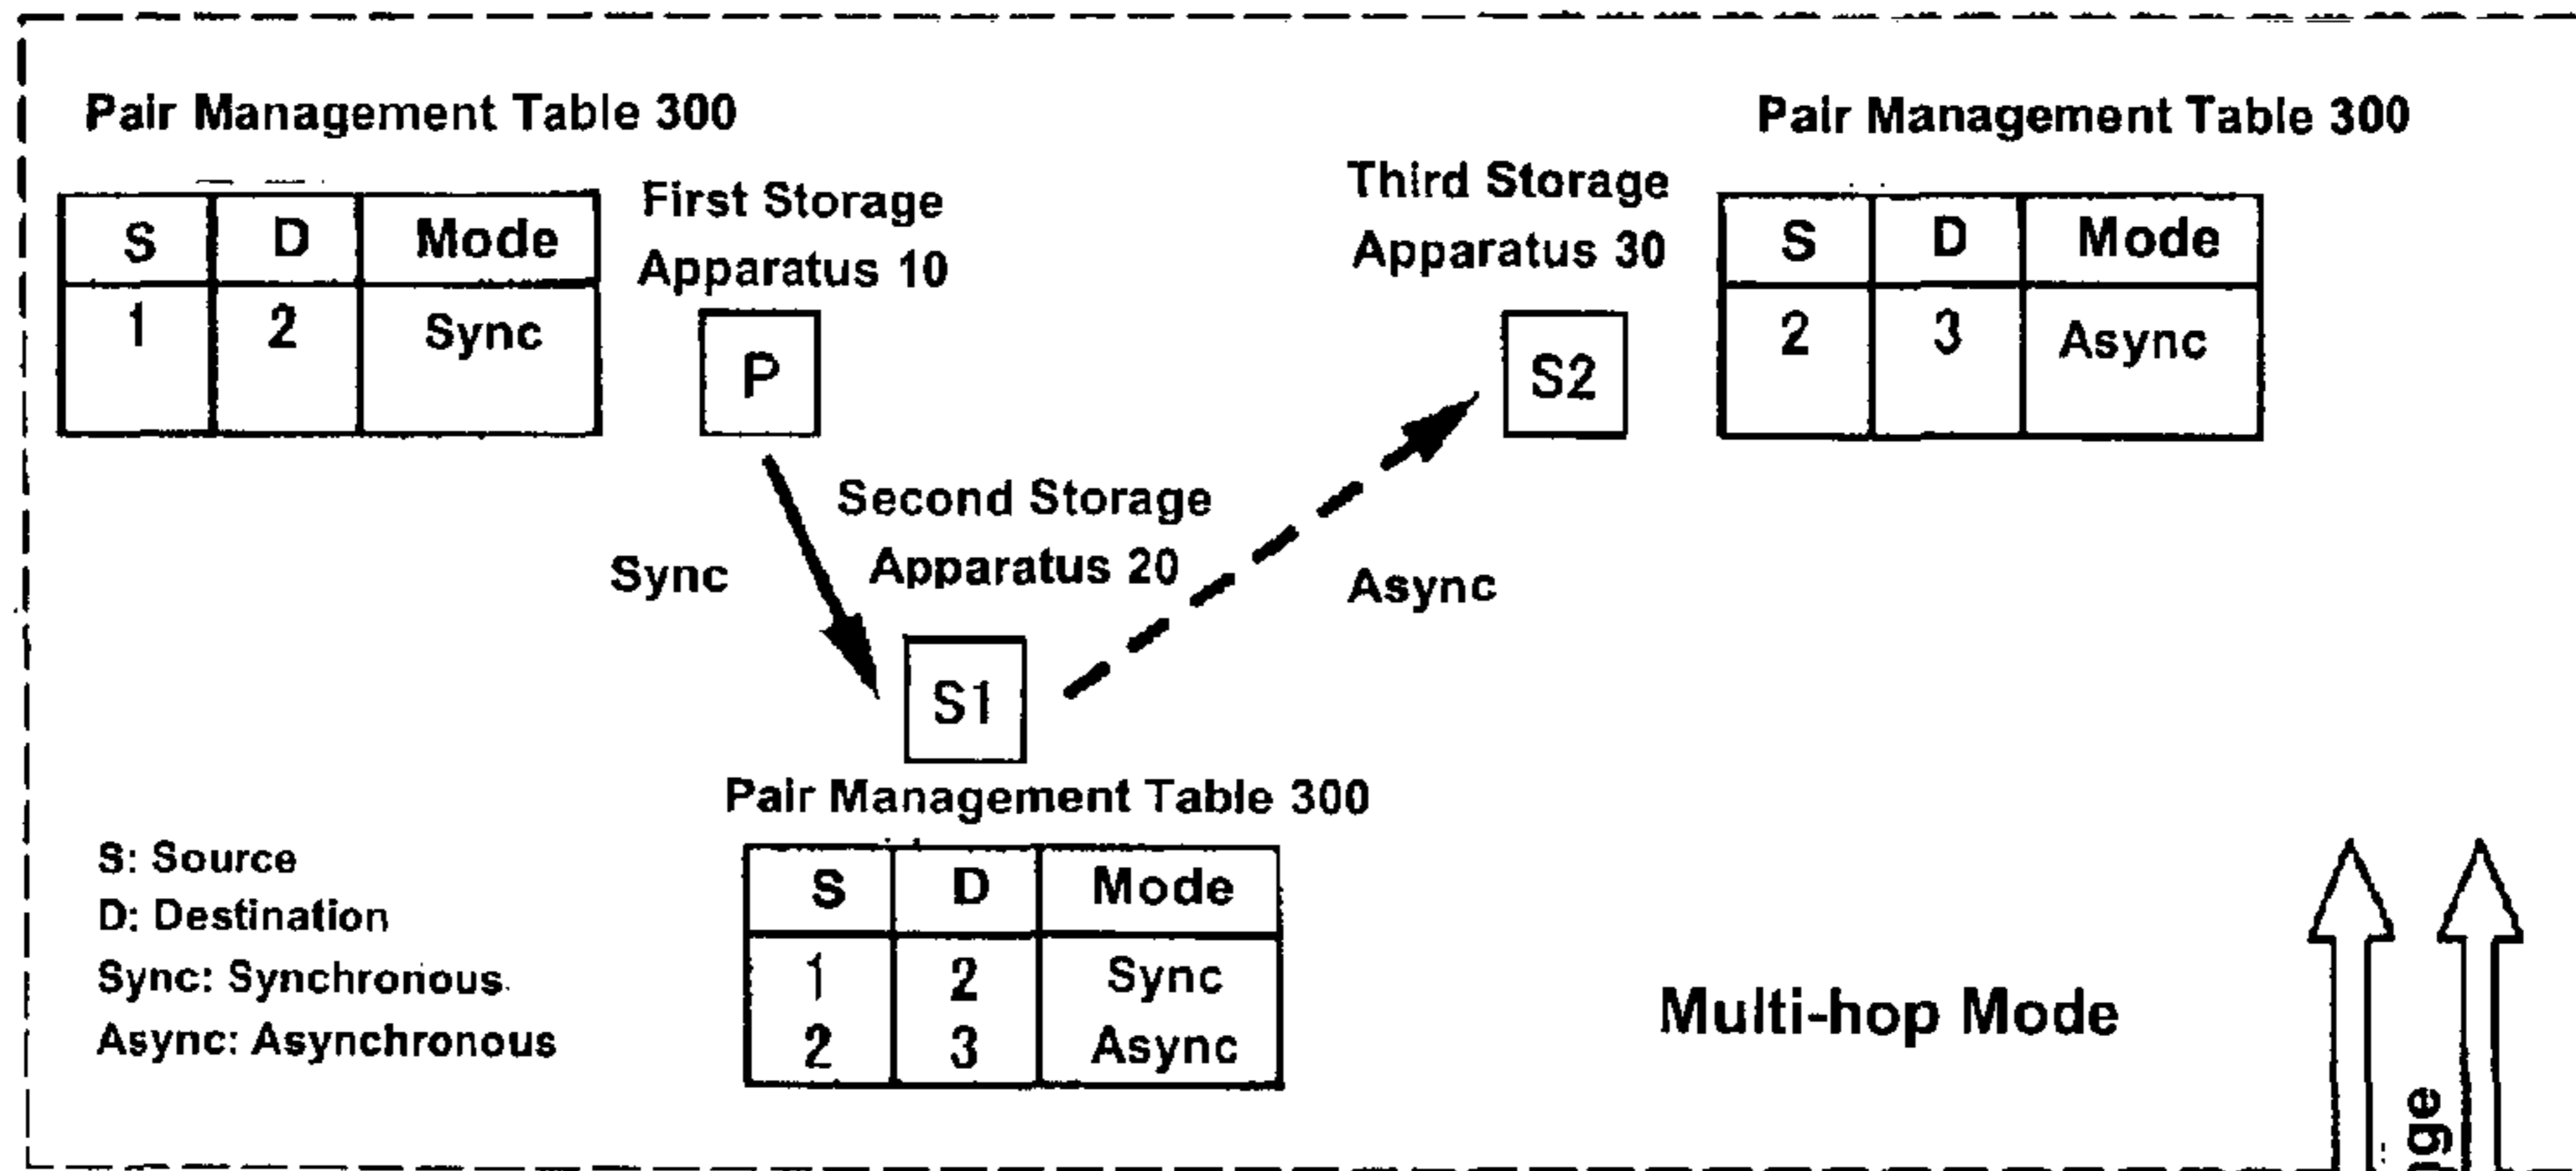 Pair Management Table 300
S D Mode
1 2 Sync
First Storage
Apparatus 10
P
Third Storage
Apparatus 30
S2
Pair Management Table 300
S D Mode
2 3 Async
Sync
Second Storage
Apparatus 20
Async
S1
Pair Management Table 300
S D Mode
1 2 Sync
2 3 Async
S: Source
D: Destination
Sync: Synchronous
Async: Asynchronous
Multi-hop Mode